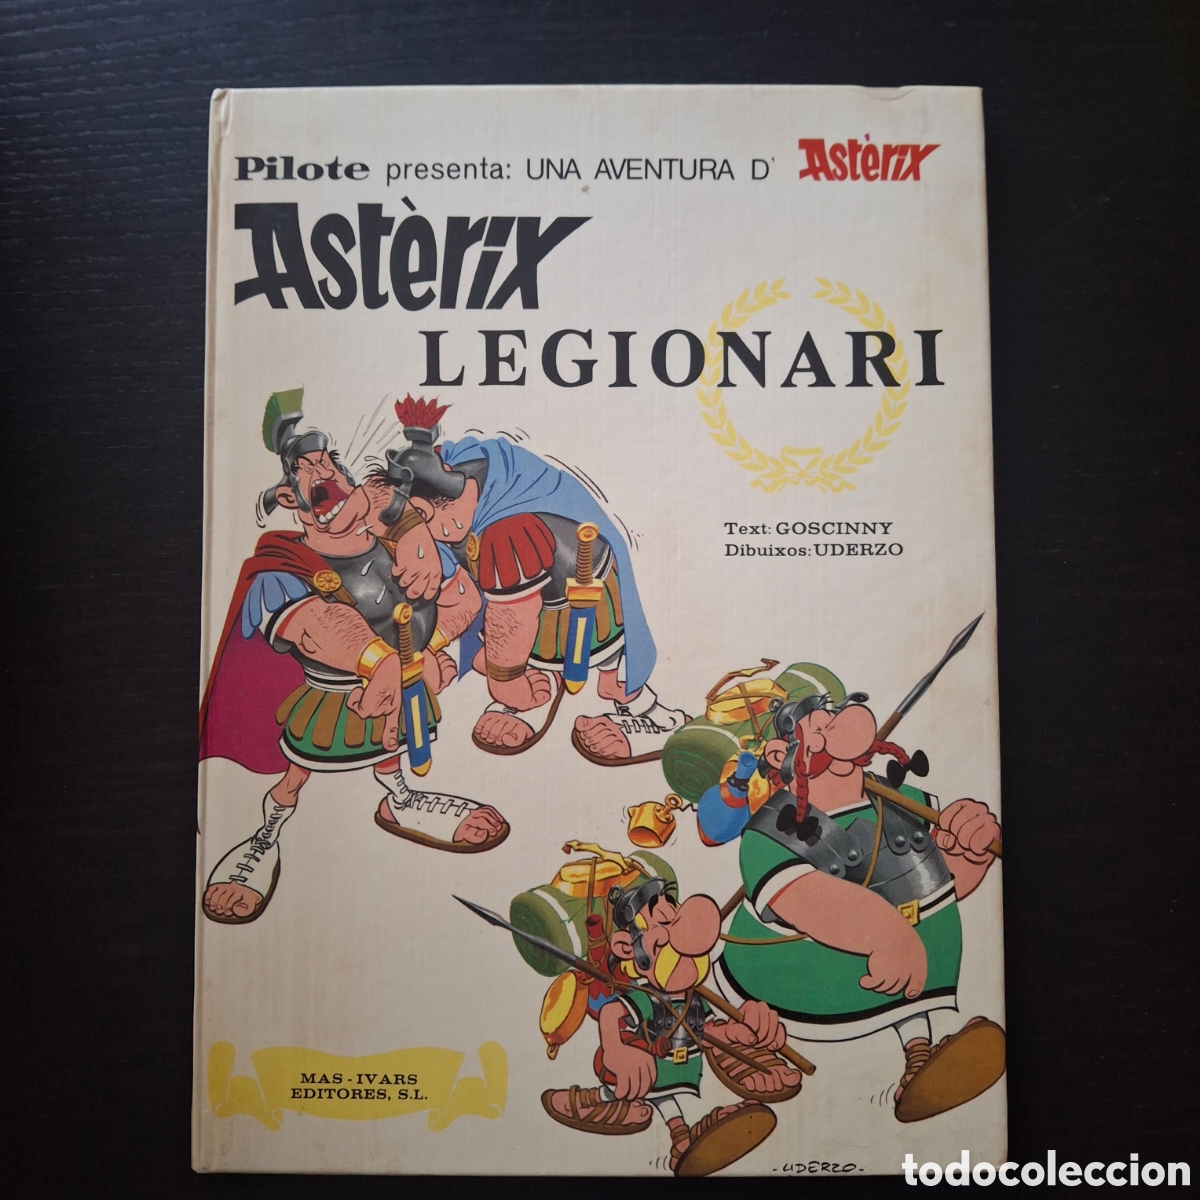 Pilote presenta: UNA AVENTURA D' Astèrix
Astèrix
LEGIONARI
Text: GOSCINNY
Dibuixos: UDERZO
MAS-IVARS
EDITORES, S.L.
-UDERZO-
todocoleccion